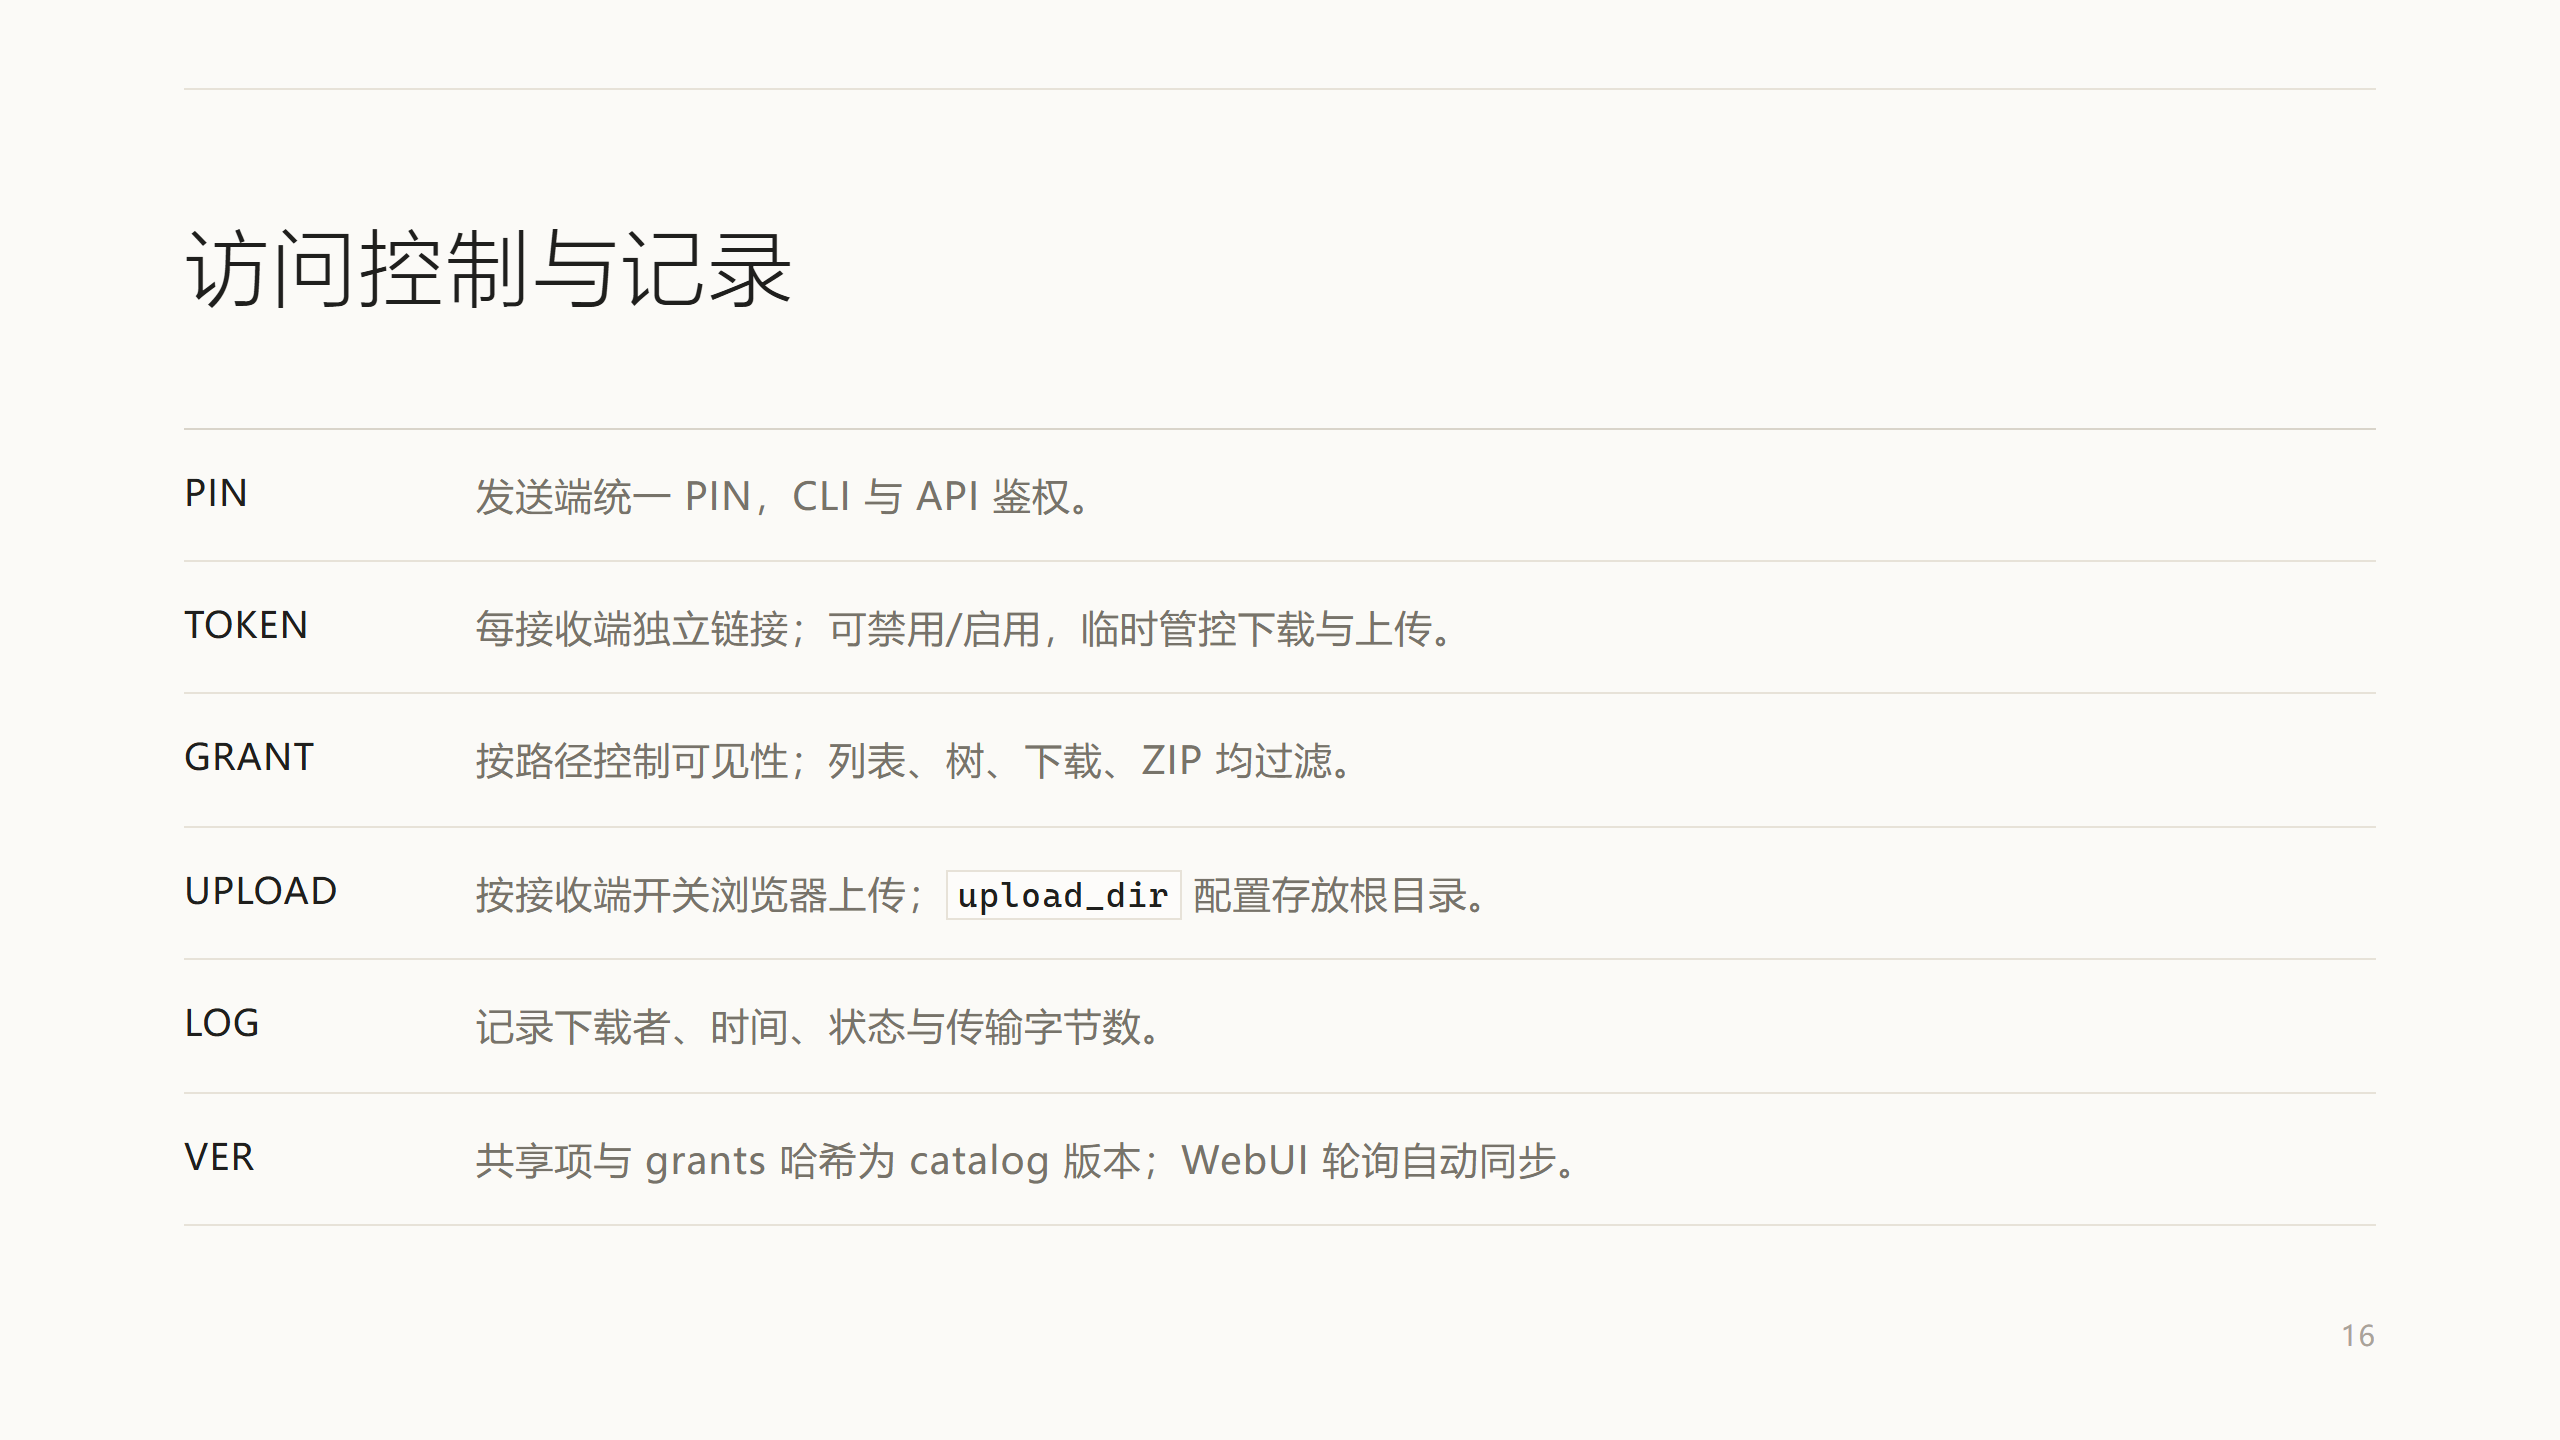 访问控制与记录
PIN 发送端统一 PIN，CLI 与 API 鉴权。
TOKEN 每接收端独立链接；可禁用/启用，临时管控下载与上传。
GRANT 按路径控制可见性；列表、树、下载、ZIP 均过滤。
UPLOAD 按接收端开关浏览器上传；upload_dir 配置存放根目录。
LOG 记录下载者、时间、状态与传输字节数。
VER 共享项与 grants 哈希为 catalog 版本；WebUI 轮询自动同步。
16